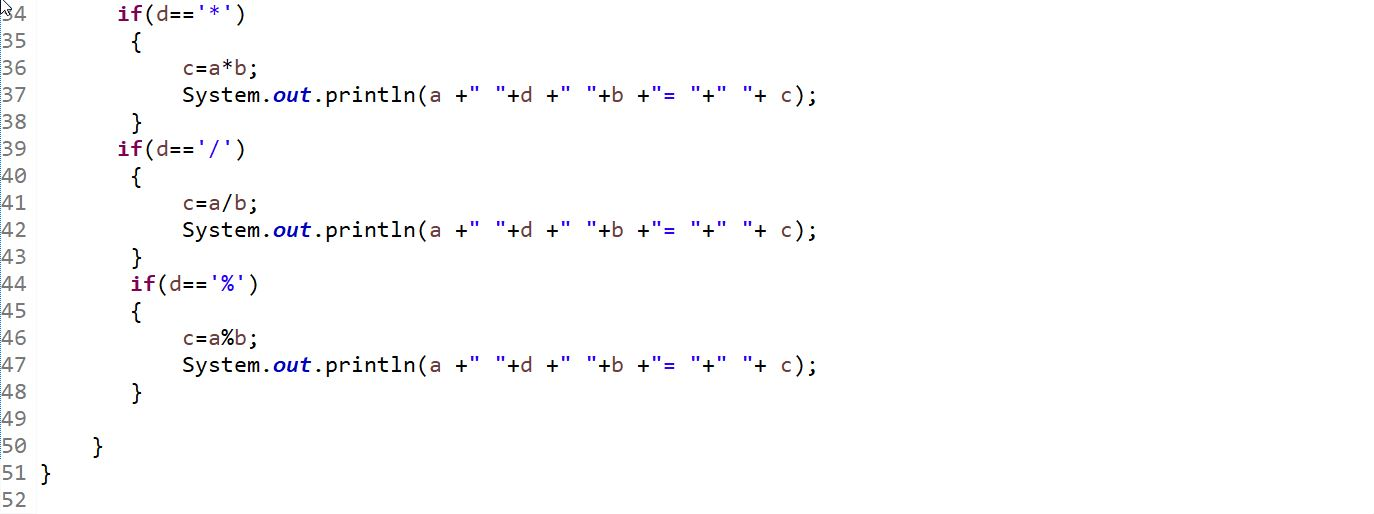 34 if(d=='*')
35 {
36 c=a*b;
37 System.out.println(a +" "+d +" "+b +"= "+" "+ c);
38 }
39 if(d=='/')
40 {
41 c=a/b;
42 System.out.println(a +" "+d +" "+b +"= "+" "+ c);
43 }
44 if(d=='%')
45 {
46 c=a%b;
47 System.out.println(a +" "+d +" "+b +"= "+" "+ c);
48 }
49
50 }
51 }
52